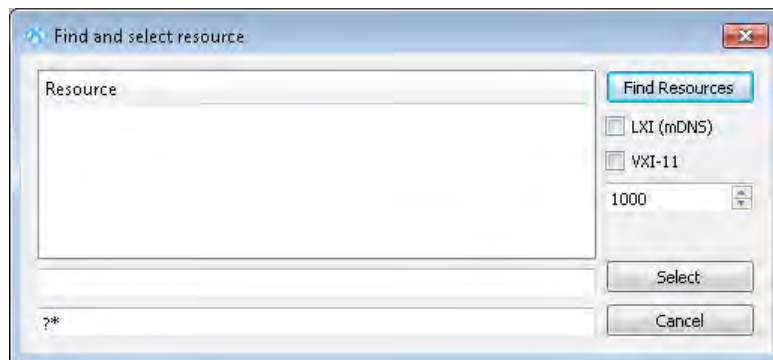 Find and select resource
Resource
Find Resources
LXI (mDNS)
VXI-11
1000
Select
?*
Cancel